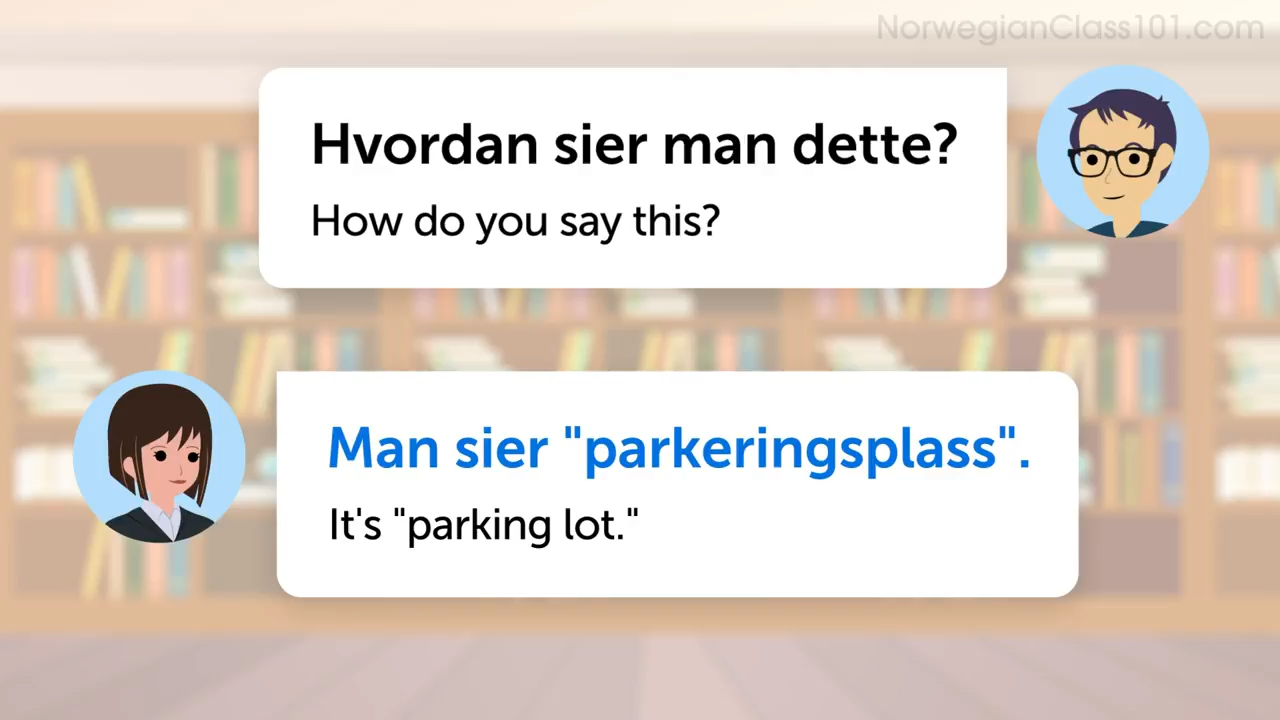 NorwegianClass101.com
Hvordan sier man dette?
How do you say this?
Man sier "parkeringsplass".
It's "parking lot."